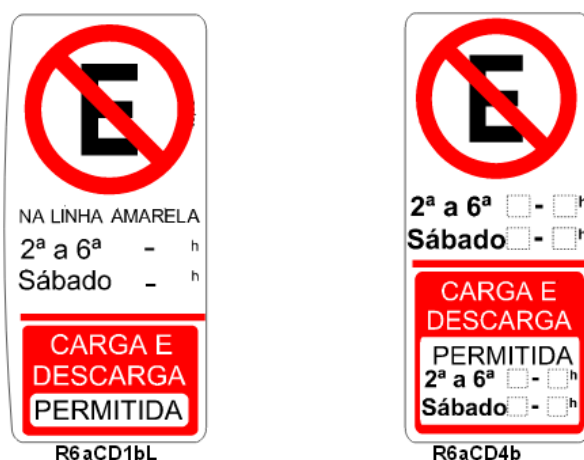 E
NA LINHA AMARELA
2ª a 6ª - h
Sábado - h
CARGA E
DESCARGA
PERMITIDA
R6aCD1bL
E
2ª a 6ª - h
Sábado - h
CARGA E
DESCARGA
PERMITIDA
2ª a 6ª - h
Sábado - h
R6aCD4b